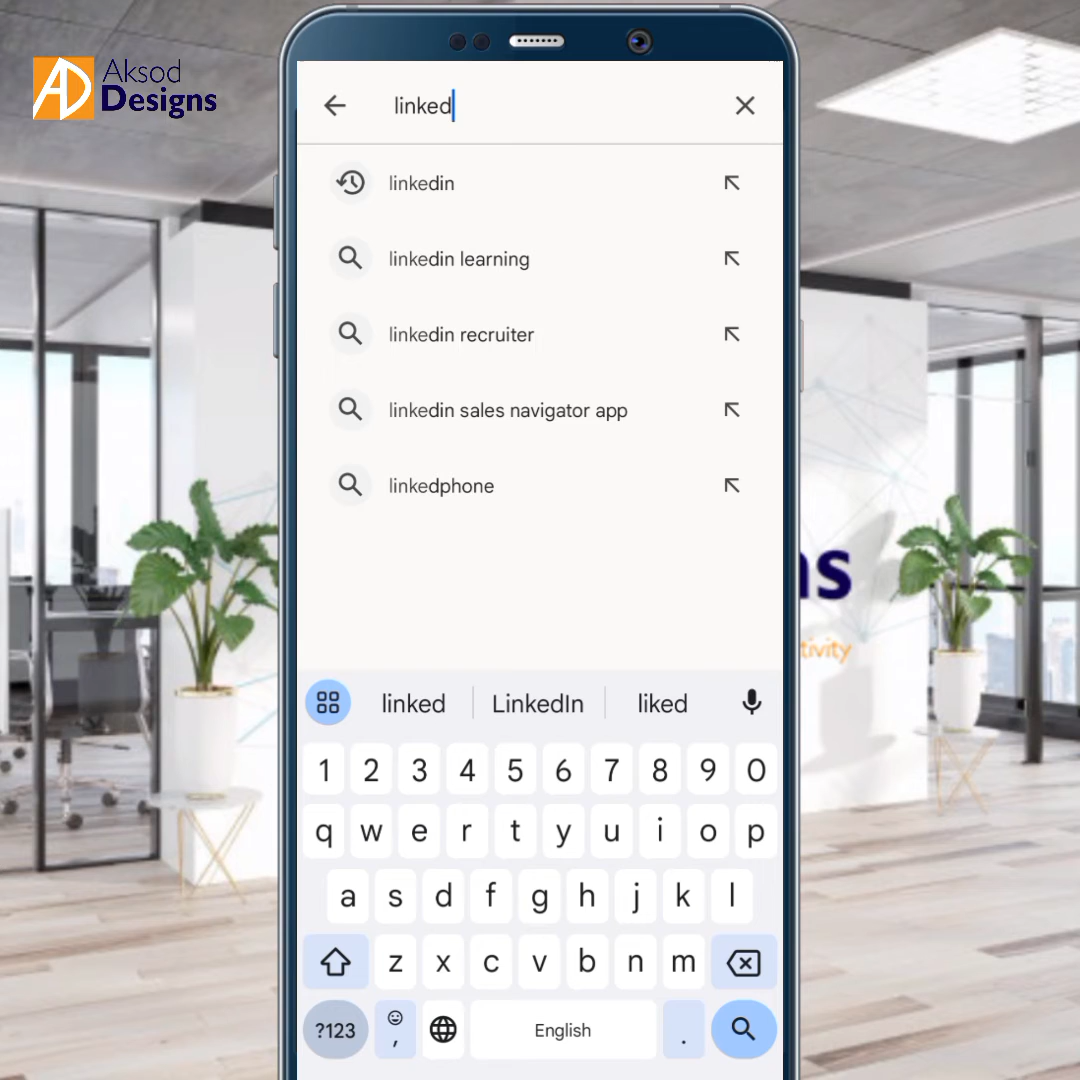 Aksod
Designs
linked
linkedin
linkedin learning
linkedin recruiter
linkedin sales navigator app
linkedphone
linked
LinkedIn
liked
1 2 3 4 5 6 7 8 9 0
q w e r t y u i o p
a s d f g h j k l
z x c v b n m
?123 , English .